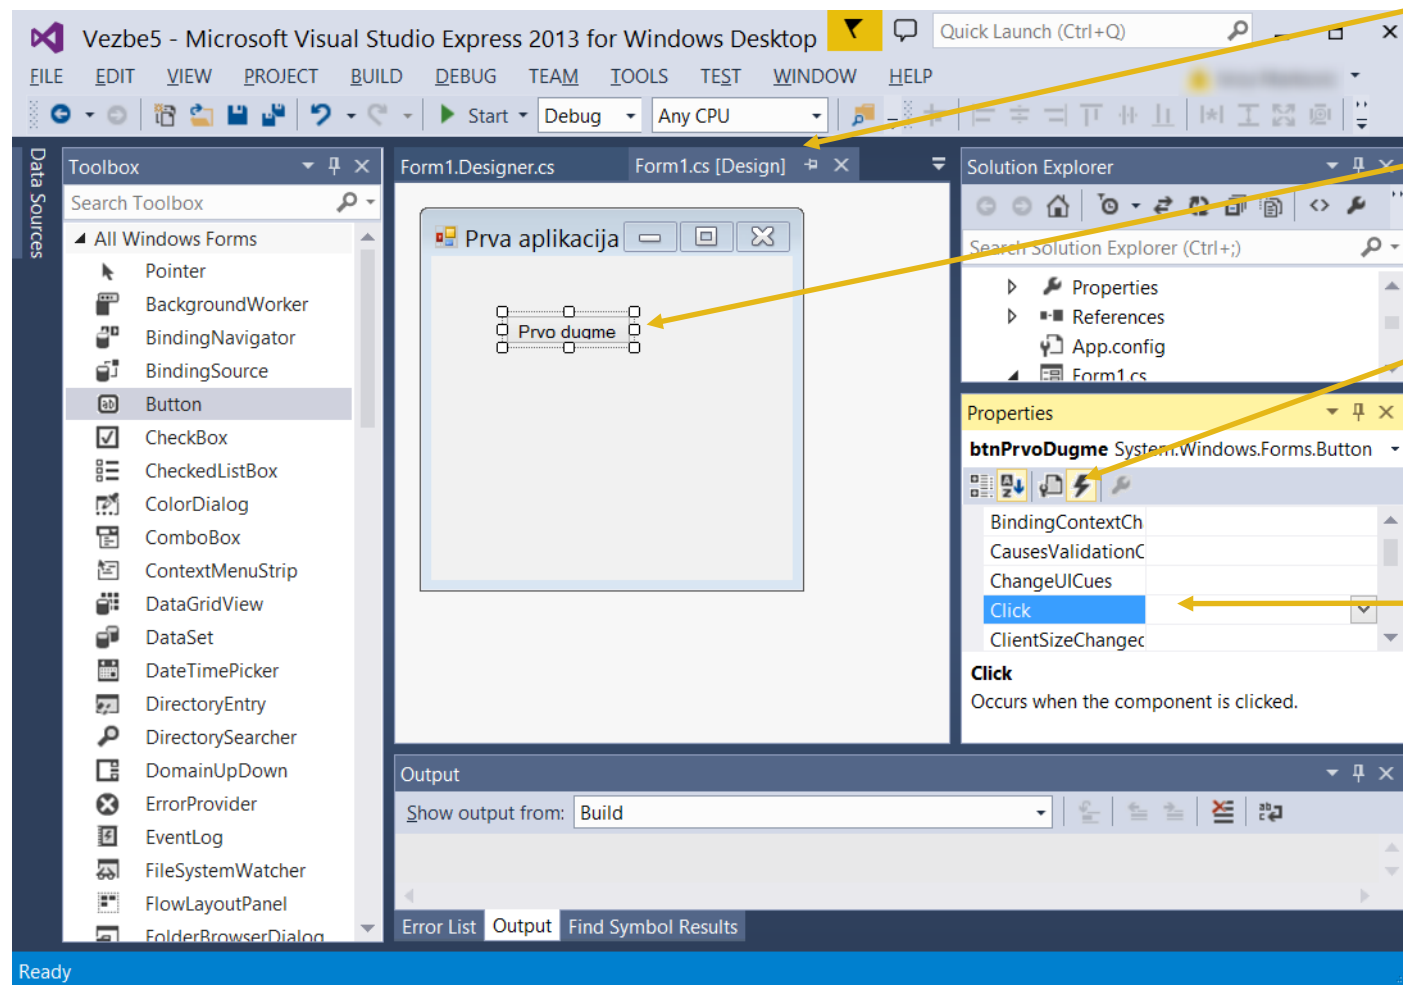 Vezbe5 - Microsoft Visual Studio Express 2013 for Windows Desktop
Quick Launch (Ctrl+Q)
FILE EDIT VIEW PROJECT BUILD DEBUG TEAM TOOLS TEST WINDOW HELP
Start Debug Any CPU
Data Sources
Toolbox
Search Toolbox
All Windows Forms
Pointer
BackgroundWorker
BindingNavigator
BindingSource
Button
CheckBox
CheckedListBox
ColorDialog
ComboBox
ContextMenuStrip
DataGridView
DataSet
DateTimePicker
DirectoryEntry
DirectorySearcher
DomainUpDown
ErrorProvider
EventLog
FileSystemWatcher
FlowLayoutPanel
FolderBrowserDialog
Form1.Designer.cs Form1.cs [Design]
Prva aplikacija
Prvo dugme
Solution Explorer
Search Solution Explorer (Ctrl+;)
Properties
References
App.config
Form1.cs
Properties
btnPrvoDugme System.Windows.Forms.Button
BindingContextCh
CausesValidationC
ChangeUICues
Click
ClientSizeChanged
Click
Occurs when the component is clicked.
Output
Show output from: Build
Error List Output Find Symbol Results
Ready